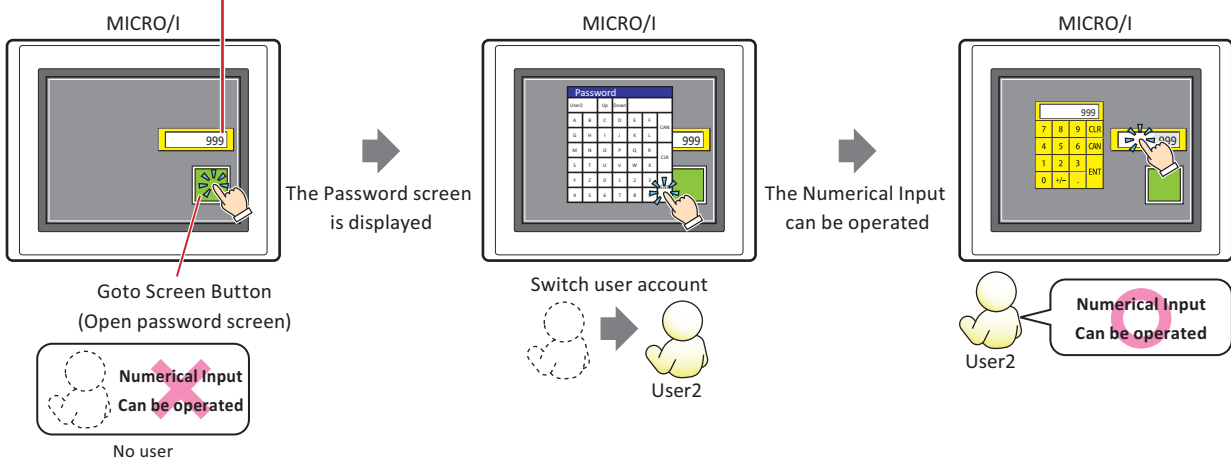 MICRO/I
MICRO/I
MICRO/I
999
Password
User2 Up Down
A B C D E F
CAN
G H I J K L
M N O P Q R
CLR
S T U V W X
Y Z 0 1 2 3
4 5 6 7 8
999
999
7 8 9 CLR
4 5 6 CAN
1 2 3
ENT
0 +/− .
999
The Password screen
is displayed
The Numerical Input
can be operated
Goto Screen Button
(Open password screen)
Switch user account
User2
Numerical Input
Can be operated
User2
Numerical Input
Can be operated
No user